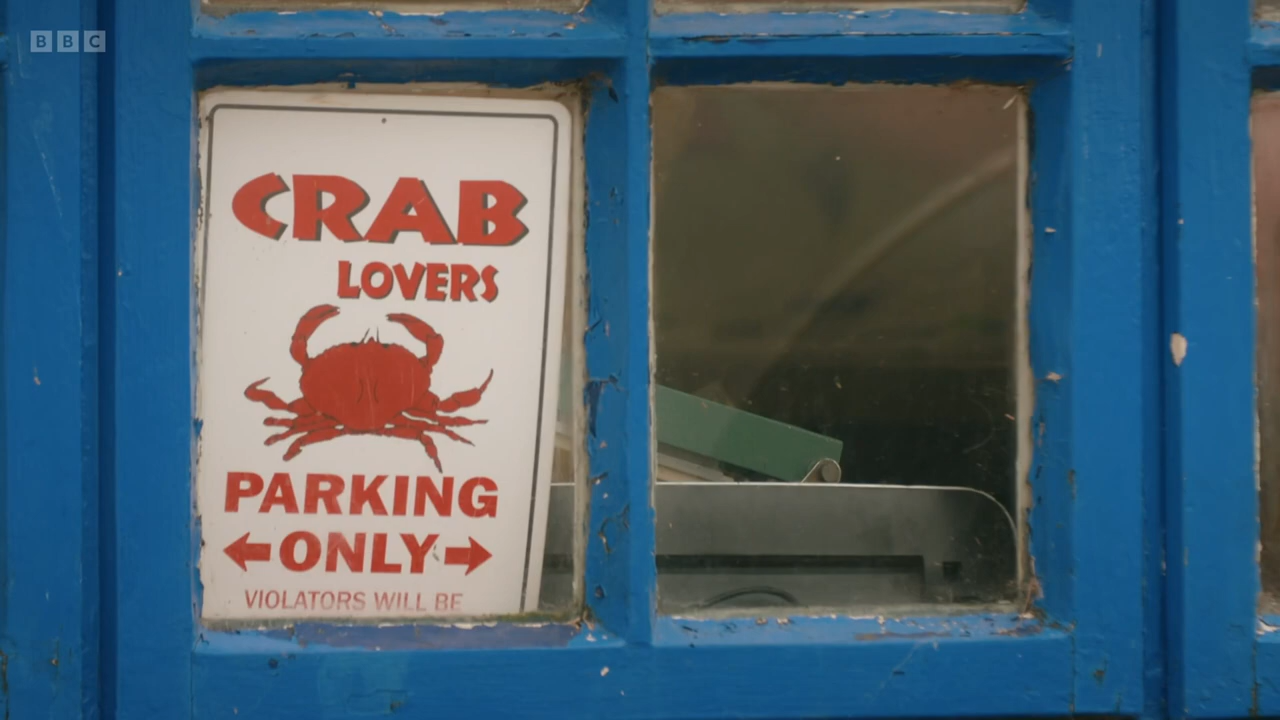 BBC
CRAB
LOVERS
PARKING
ONLY
VIOLATORS WILL BE